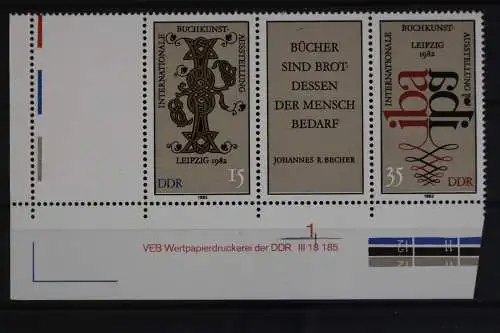 INTERNATIONALE
BUCHKUNST-
AUSSTELLUNG
LEIPZIG 1982
DDR
15
1982
BÜCHER
SIND BROT-
DESSEN
DER MENSCH
BEDARF
JOHANNES R. BECHER
INTERNATIONALE
BUCHKUNST-
AUSSTELLUNG
LEIPZIG
1982
iba
35
DDR
1982
1
VEB Wertpapierdruckerei der DDR III 18 185